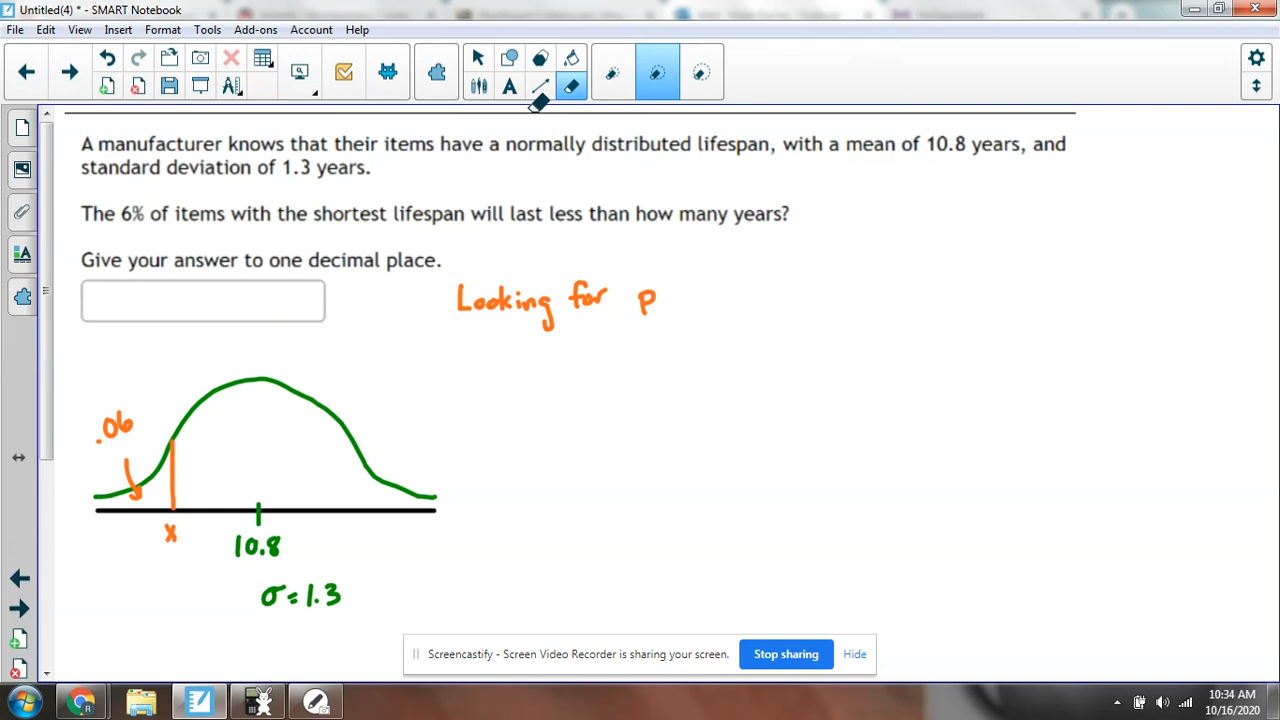 Untitled(4) * - SMART Notebook
File Edit View Insert Format Tools Add-ons Account Help
A manufacturer knows that their items have a normally distributed lifespan, with a mean of 10.8 years, and
standard deviation of 1.3 years.
The 6% of items with the shortest lifespan will last less than how many years?
Give your answer to one decimal place.
Looking for p
.06
x
10.8
σ=1.3
Screencastify - Screen Video Recorder is sharing your screen. Stop sharing Hide
10:34 AM
10/16/2020